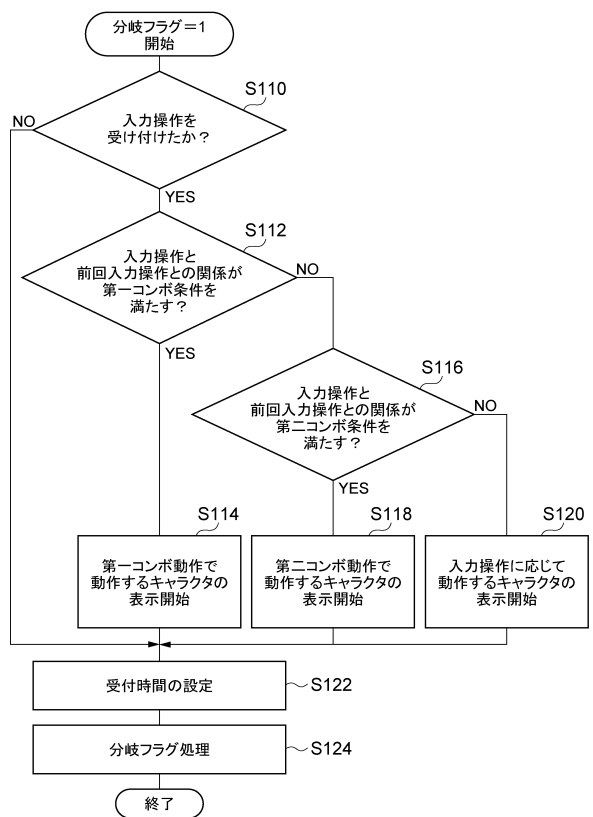 分岐フラグ=1
開始
S110
NO
入力操作を
受け付けたか？
YES
S112
入力操作と
前回入力操作との関係が
第一コンボ条件を
満たす？
NO
YES
S116
入力操作と
前回入力操作との関係が
第二コンボ条件を
満たす？
NO
YES
S114
第一コンボ動作で
動作するキャラクタの
表示開始
S118
第二コンボ動作で
動作するキャラクタの
表示開始
S120
入力操作に応じて
動作するキャラクタの
表示開始
受付時間の設定
S122
分岐フラグ処理
S124
終了